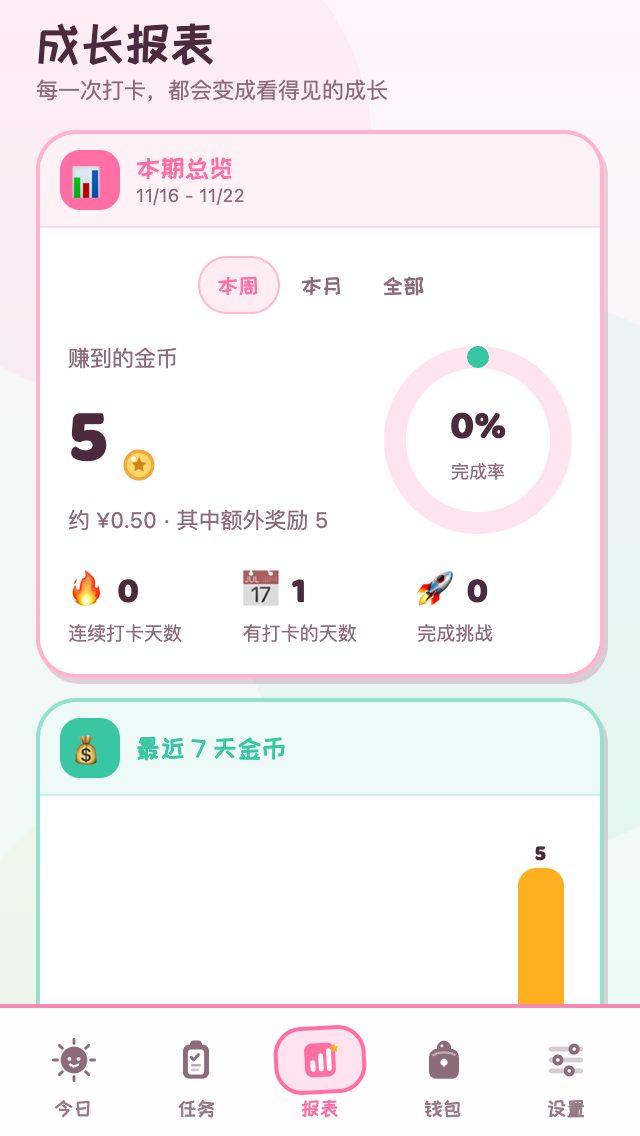 成长报表
每一次打卡，都会变成看得见的成长
本期总览
11/16 - 11/22
本周 本月 全部
赚到的金币
5
0%
完成率
约 ¥0.50 · 其中额外奖励 5
0 JUL 17 1 0
连续打卡天数 有打卡的天数 完成挑战
最近 7 天金币
5
今日 任务 报表 钱包 设置